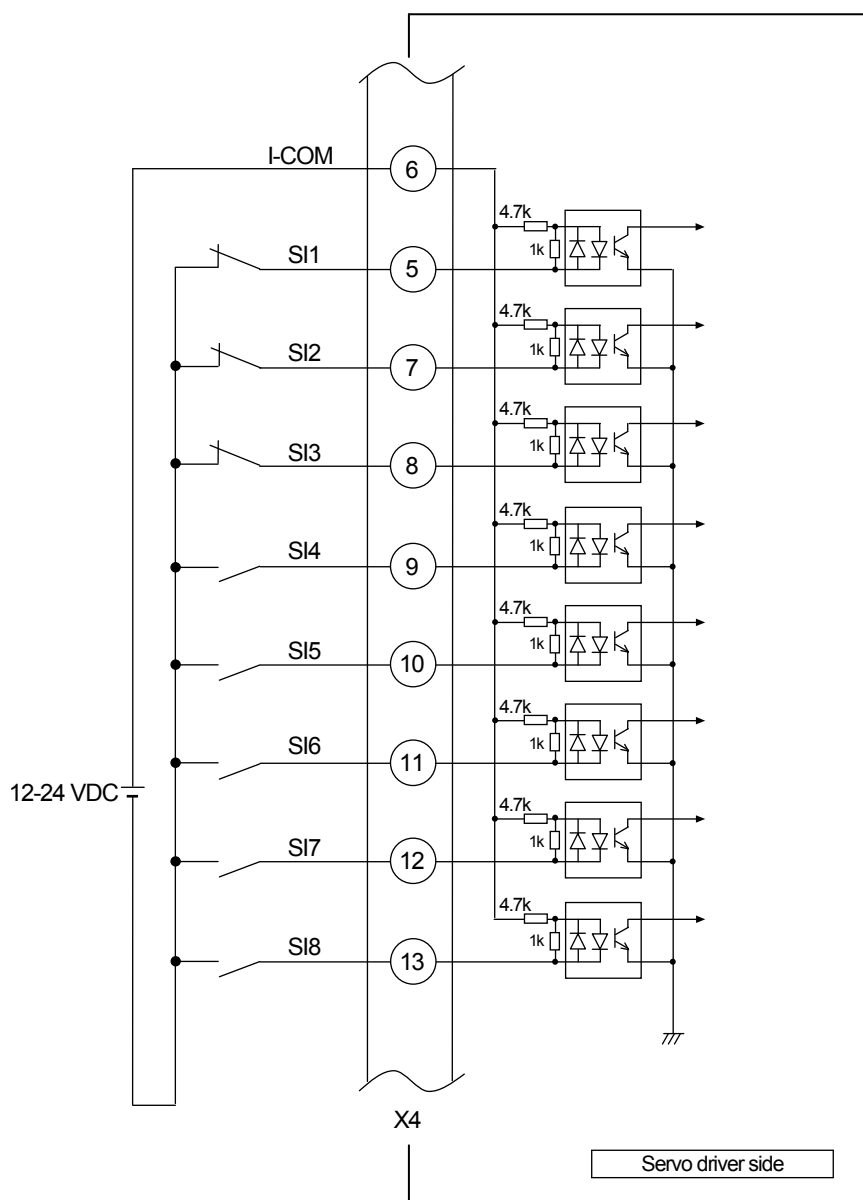 I-COM
6
4.7k
1k
SI1
5
4.7k
1k
SI2
7
4.7k
1k
SI3
8
4.7k
1k
SI4
9
4.7k
1k
SI5
10
4.7k
1k
SI6
11
12-24 VDC
4.7k
1k
SI7
12
4.7k
1k
SI8
13
X4
Servo driver side